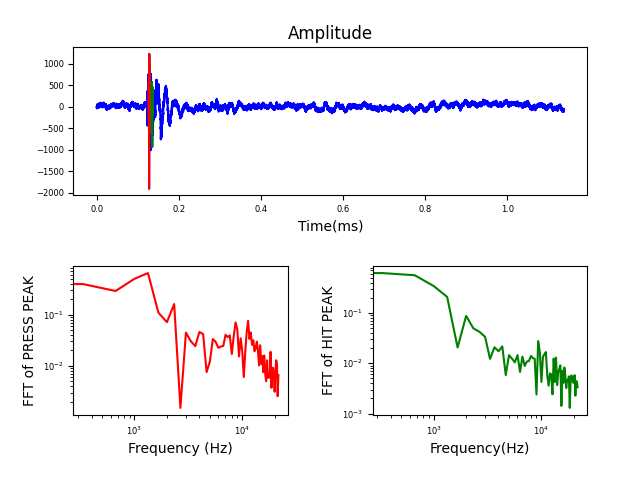 Amplitude
1000
500
0
−500
−1000
−1500
−2000
0.0 0.2 0.4 0.6 0.8 1.0
Time(ms)
FFT of PRESS PEAK
10⁻¹
10⁻²
10³ 10⁴
Frequency (Hz)
FFT of HIT PEAK
10⁻¹
10⁻²
10⁻³
10³ 10⁴
Frequency(Hz)